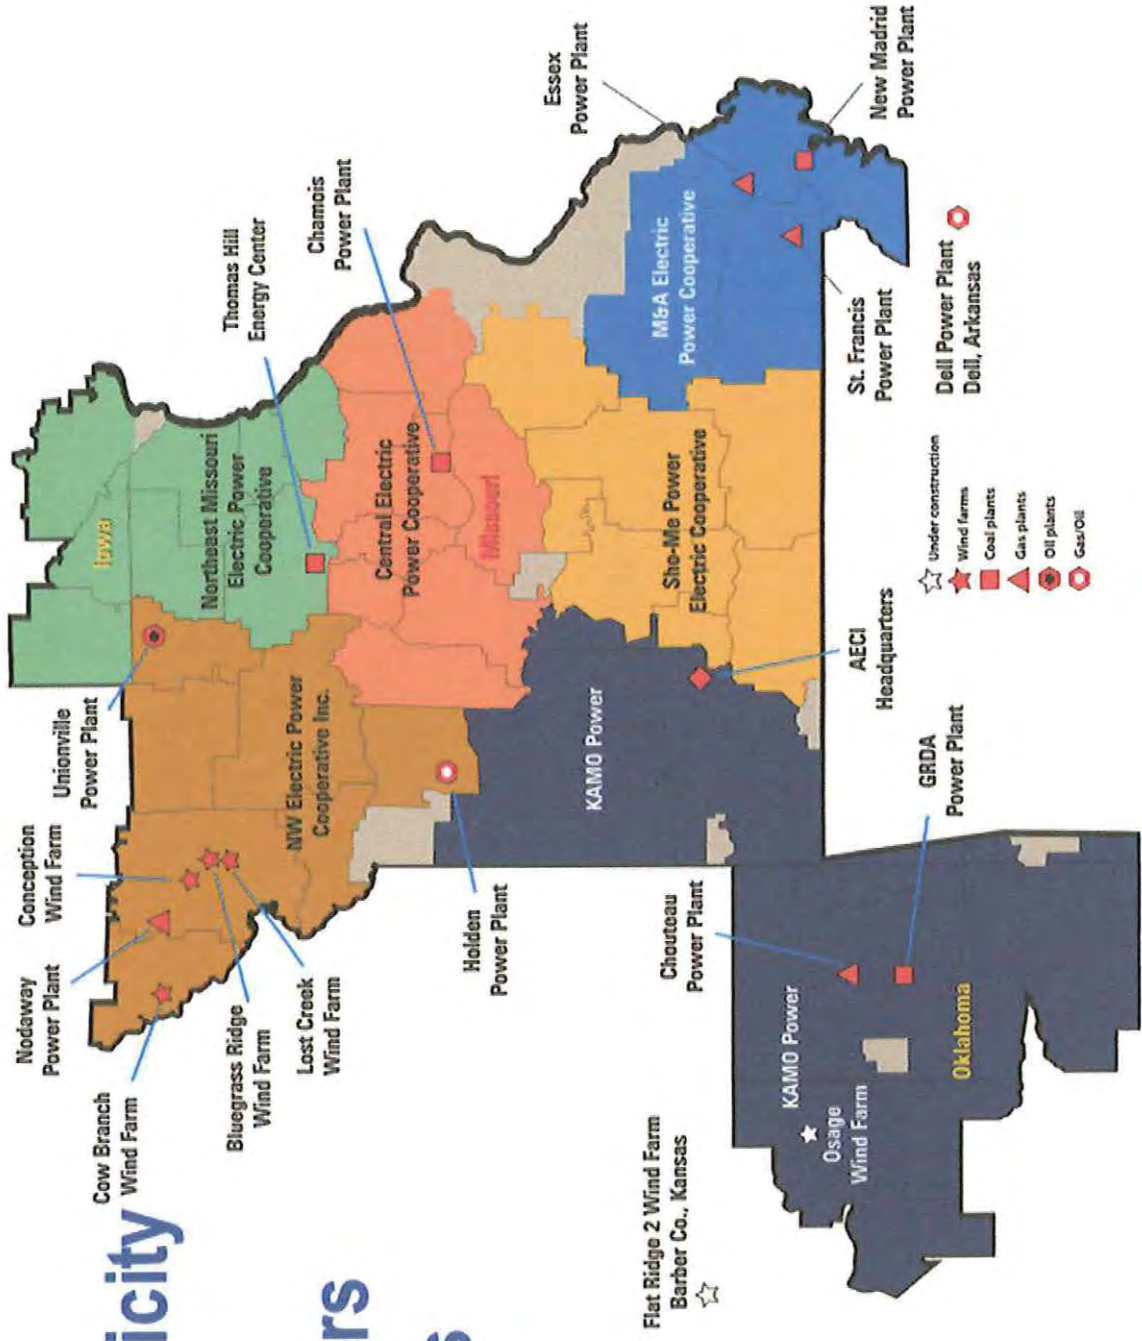 icity
rs
s
Cow Branch
Wind Farm
Nodaway
Power Plant
Conception
Wind Farm
Unionville
Power Plant
Iowa
Northeast Missouri
Electric Power
Cooperative
Thomas Hill
Energy Center
Chamois
Power Plant
Essex
Power Plant
New Madrid
Power Plant
NW Electric Power
Cooperative Inc.
Central Electric
Power Cooperative
Missouri
M&A Electric
Power Cooperative
Bluegrass Ridge
Wind Farm
Lost Creek
Wind Farm
Holden
Power Plant
KAMO Power
Sho-Me Power
Electric Cooperative
St. Francis
Power Plant
Dell Power Plant
Dell, Arkansas
Flat Ridge 2 Wind Farm
Barber Co., Kansas
Chouteau
Power Plant
KAMO Power
Osage
Wind Farm
Oklahoma
GRDA
Power Plant
AECI
Headquarters
Under construction
Wind farms
Coal plants
Gas plants
Oil plants
Gas/Oil